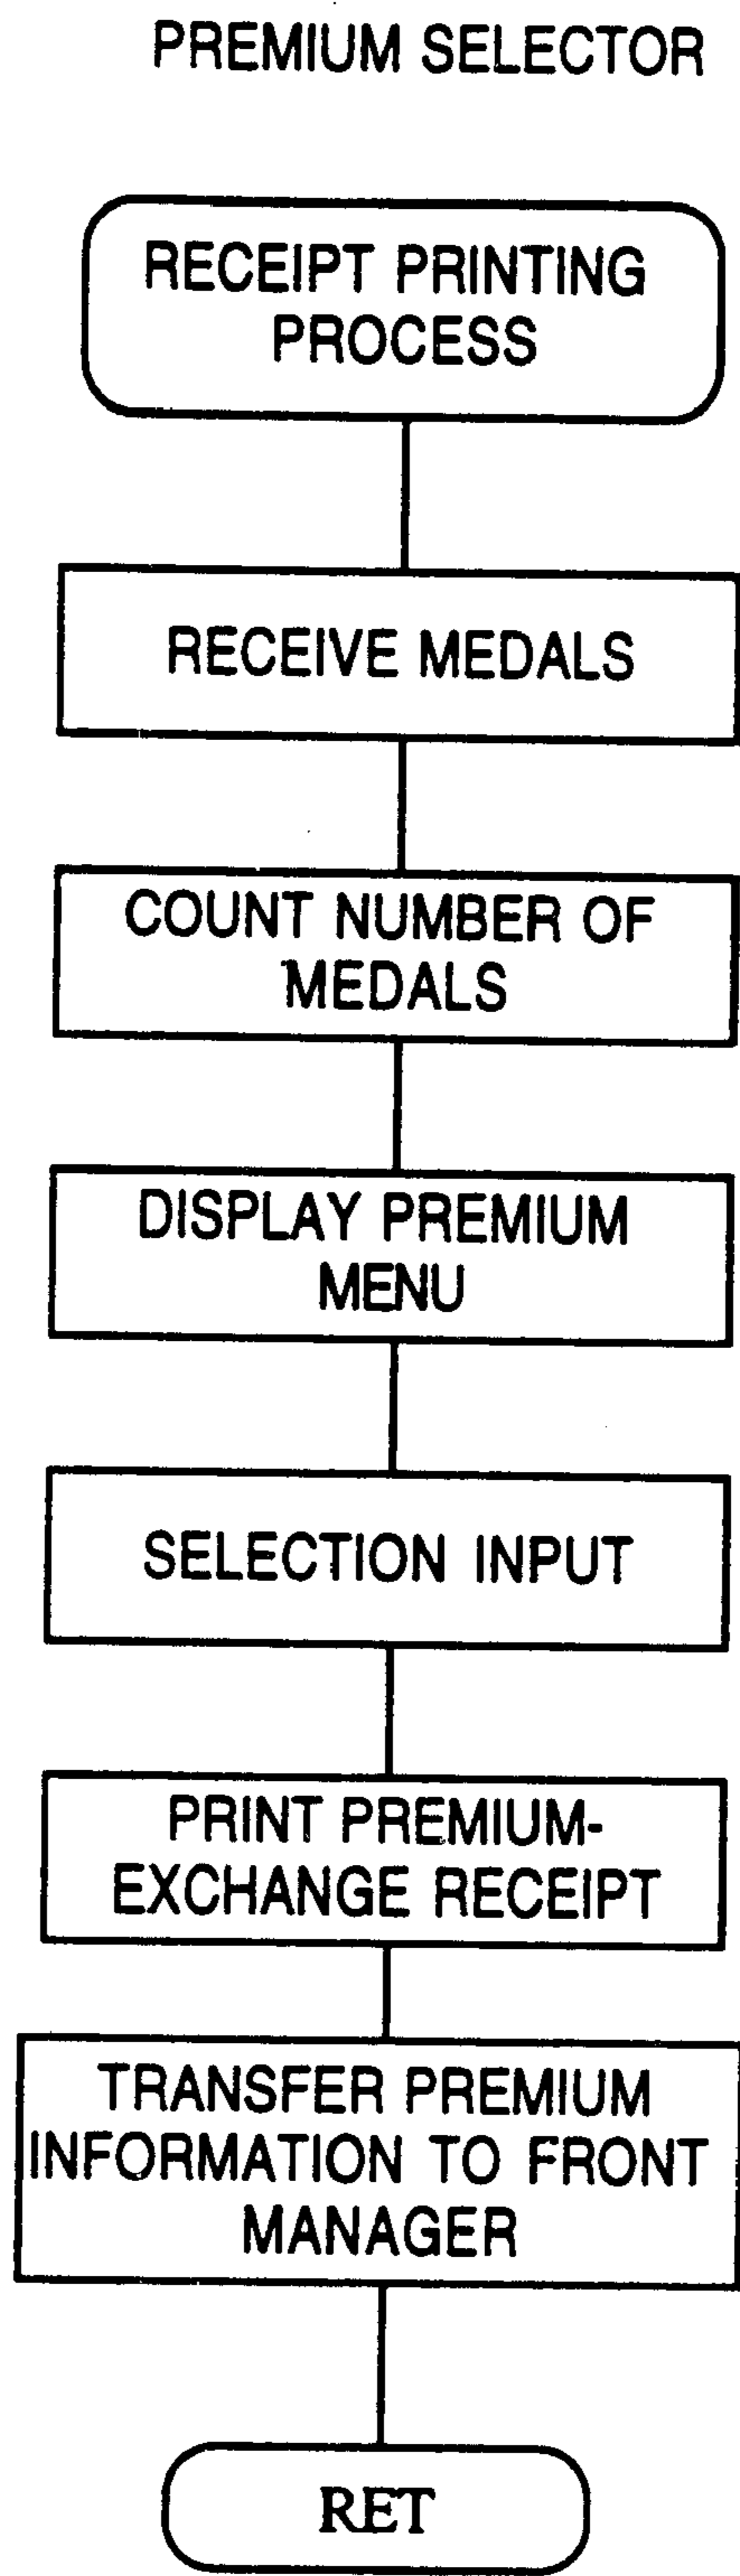 PREMIUM SELECTOR
RECEIPT PRINTING
PROCESS
RECEIVE MEDALS
COUNT NUMBER OF
MEDALS
DISPLAY PREMIUM
MENU
SELECTION INPUT
PRINT PREMIUM-
EXCHANGE RECEIPT
TRANSFER PREMIUM
INFORMATION TO FRONT
MANAGER
RET